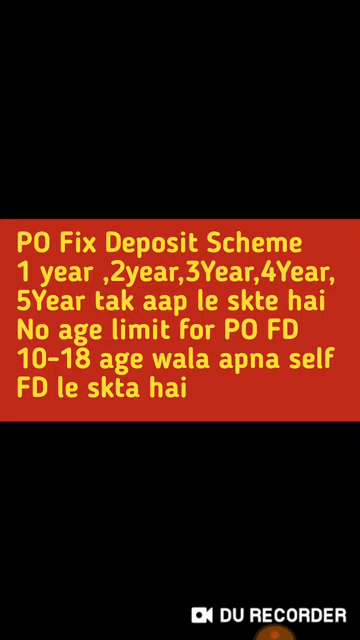 PO Fix Deposit Scheme
1 year ,2year,3Year,4Year,
5Year tak aap le skte hai
No age limit for PO FD
10-18 age wala apna self
FD le skta hai
DU RECORDER